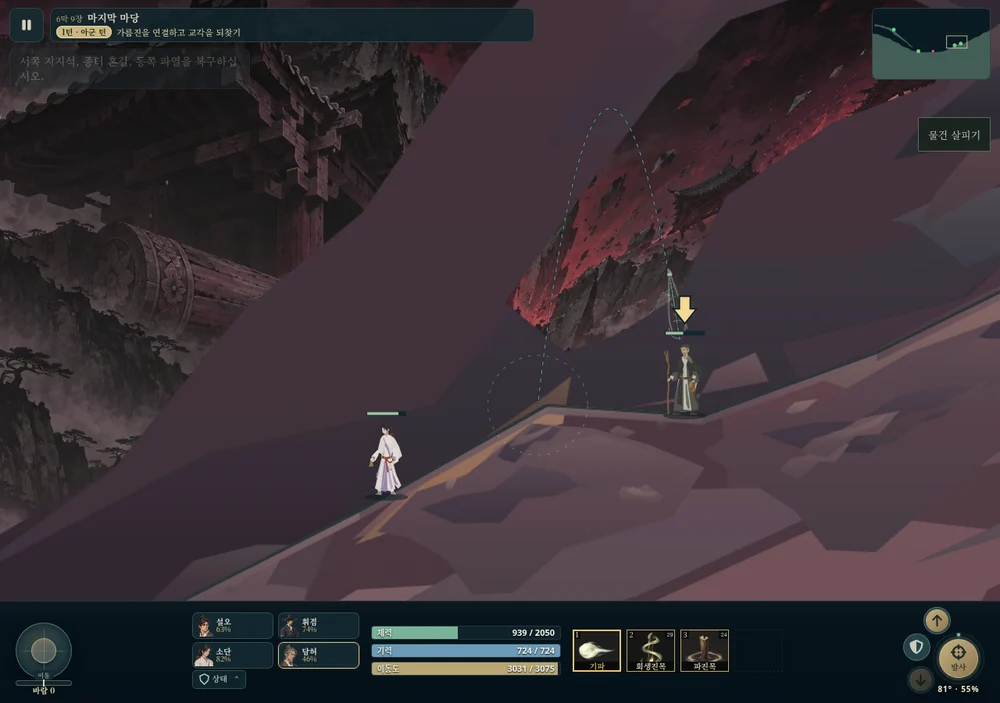 6막 9장 마지막 마당
1턴 · 아군 턴 가름진을 연결하고 교각을 되찾기
서쪽 지지석, 종터 혼길, 동쪽 파열을 복구하십
시오.
물건 살피기
이동
바람 0
설오
63%
휘겸
74%
소단
82%
담허
46%
상태
체력 939 / 2050
기력 724 / 724
이동도 3031 / 3075
1
기파
2 29
회생진목
3 24
파진목
발사
81° · 55%